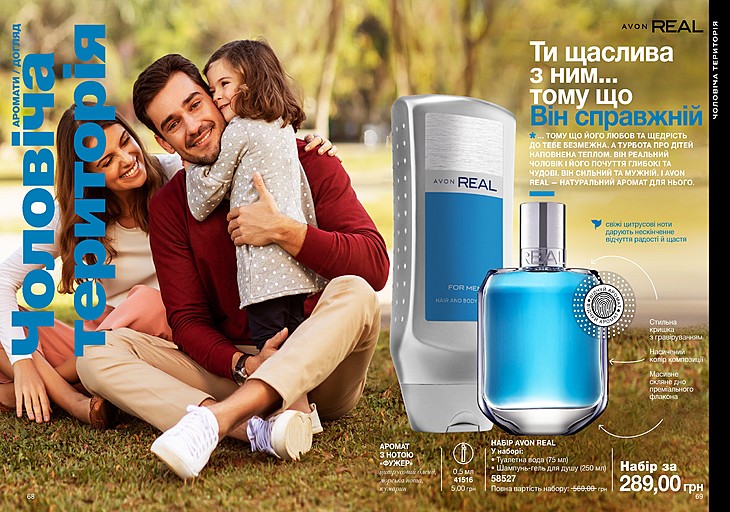 АРОМАТИ / ДОГЛЯД
Чоловіча
територія
68
AVON REAL
ЧОЛОВІЧА ТЕРИТОРІЯ
Ти щаслива
з ним...
тому що
Він справжній
... ТОМУ ЩО ЙОГО ЛЮБОВ ТА ЩЕДРІСТЬ
ДО ТЕБЕ БЕЗМЕЖНА. А ТУРБОТА ПРО ДІТЕЙ
НАПОВНЕНА ТЕПЛОМ. ВІН РЕАЛЬНИЙ
ЧОЛОВІК І ЙОГО ПОЧУТТЯ ГЛИБОКІ ТА
ЧУДОВІ. ВІН СИЛЬНИЙ ТА МУЖНІЙ. І AVON
REAL — НАТУРАЛЬНИЙ АРОМАТ ДЛЯ НЬОГО.
свіжі цитрусові ноти
дарують нескінченне
відчуття радості й щастя
AVON REAL
FOR MEN
HAIR AND BODY
REAL
Стильна
кришка
з гравіруванням
Насичений
колір композиції
Масивне
скляне дно
преміального
флакона
АРОМАТ
З НОТОЮ
«ФУЖЕР»
цитрусовий бленд,
морська нота,
кумарин
0,5 мл
41516
5,00 грн
НАБІР AVON REAL
У наборі:
• Туалетна вода (75 мл)
• Шампунь-гель для душу (250 мл)
58527
Повна вартість набору: 560,00 грн
Набір за
289,00 грн
69